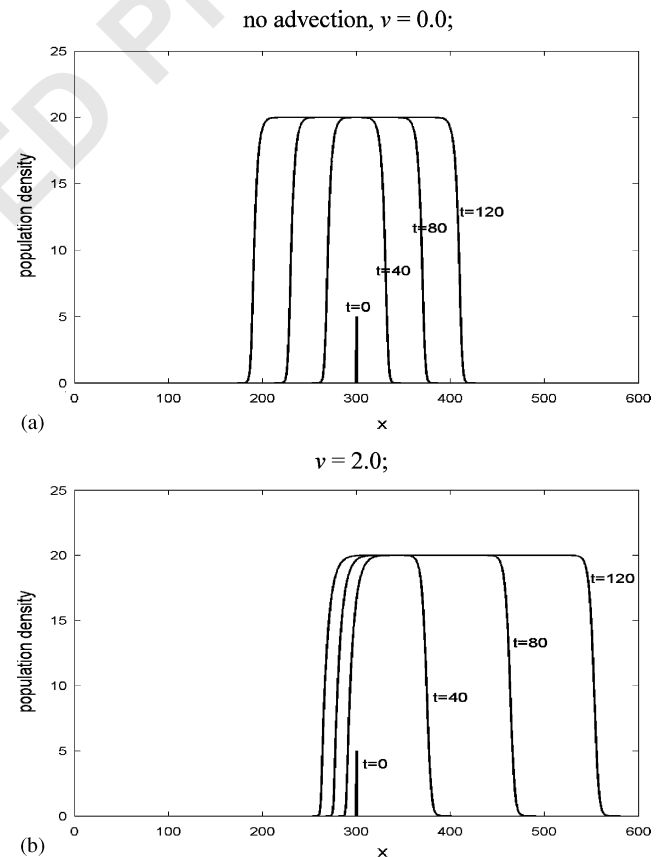 no advection, v = 0.0;
25
20
15
10
5
0
population density
t=120
t=80
t=40
t=0
0 100 200 300 400 500 600
x
(a)
v = 2.0;
25
20
15
10
5
0
population density
t=120
t=80
t=40
t=0
0 100 200 300 400 500 600
x
(b)